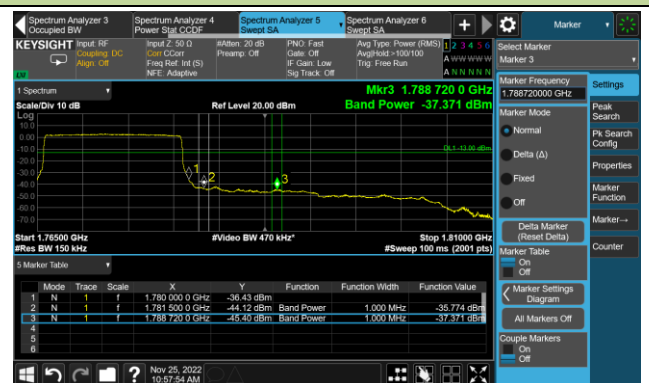 Spectrum Analyzer 3
Occupied BW
Spectrum Analyzer 4
Power Stat CCDF
Spectrum Analyzer 5
Swept SA
Spectrum Analyzer 6
Swept SA
+
Marker
KEYSIGHT
Input: RF
Coupling: DC
Align: Off
Input Z: 50 Ω
Corr CCorr
Freq Ref: Int (S)
NFE: Adaptive
#Atten: 20 dB
Preamp: Off
PNO: Fast
Gate: Off
IF Gain: Low
Sig Track: Off
Avg Type: Power (RMS)
Avg|Hold:>100/100
Trig: Free Run
1 2 3 4 5 6
A W W W W W
A N N N N N
LXI
1 Spectrum
Scale/Div 10 dB
Log
Ref Level 20.00 dBm
Mkr3 1.788 720 0 GHz
Band Power -37.371 dBm
10.0
0.00
-10.0
-20.0
-30.0
-40.0
-50.0
-60.0
-70.0
DL1 -13.00 dBm
1
2
3
Start 1.76500 GHz
#Res BW 150 kHz
#Video BW 470 kHz*
Stop 1.81000 GHz
#Sweep 100 ms (2001 pts)
5 Marker Table
Mode Trace Scale X Y Function Function Width Function Value
1 N 1 f 1.780 000 0 GHz -36.43 dBm
2 N 1 f 1.781 500 0 GHz -44.12 dBm Band Power 1.000 MHz -35.774 dBm
3 N 1 f 1.788 720 0 GHz -45.40 dBm Band Power 1.000 MHz -37.371 dBm
4
5
6
Nov 25, 2022
10:57:54 AM
?
Select Marker
Marker 3
Marker Frequency
1.788720000 GHz
Marker Mode
Normal
Delta (Δ)
Fixed
Off
Delta Marker
(Reset Delta)
Marker Table
On
Off
Marker Settings
Diagram
All Markers Off
Couple Markers
On
Off
Settings
Peak
Search
Pk Search
Config
Properties
Marker
Function
Marker→
Counter